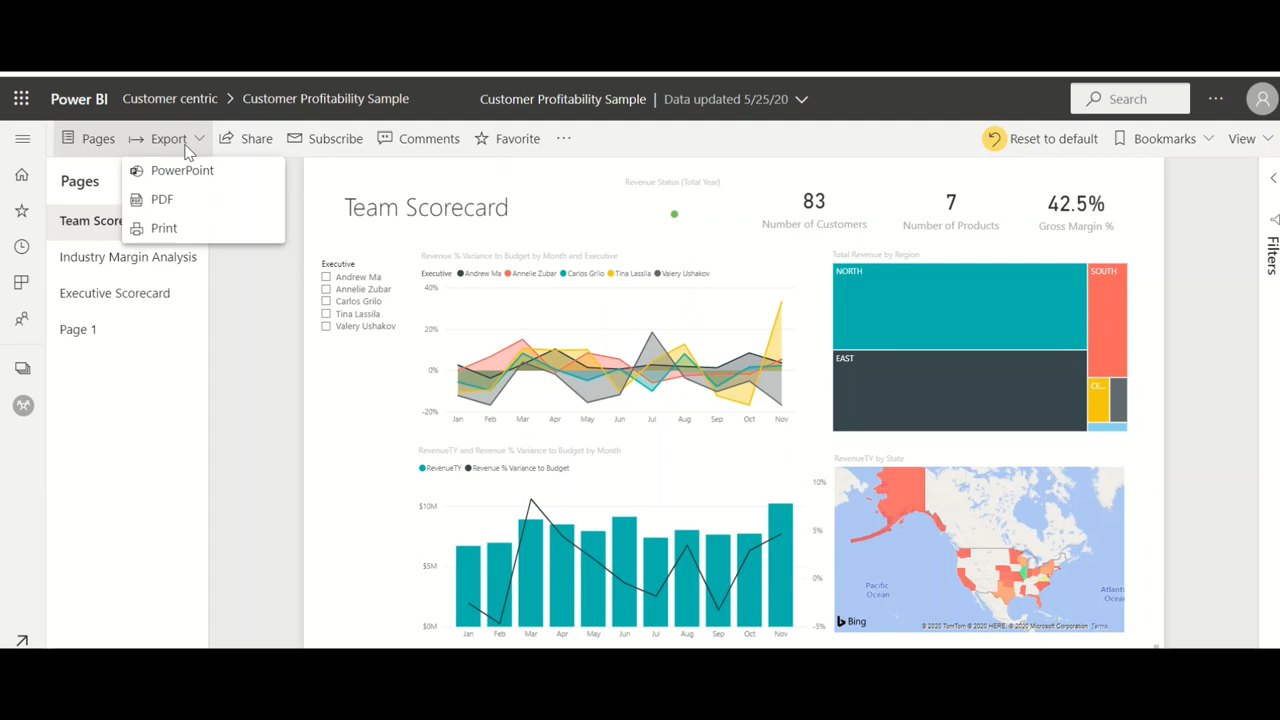 Power BI Customer centric > Customer Profitability Sample Customer Profitability Sample | Data updated 5/25/20 Search
Pages Export Share Subscribe Comments Favorite Reset to default Bookmarks View
PowerPoint
PDF
Print
Pages
Team Score
Industry Margin Analysis
Executive Scorecard
Page 1
Team Scorecard
Revenue Status (Total Year)
83
Number of Customers
7
Number of Products
42.5%
Gross Margin %
Filters
Executive
Andrew Ma
Annelie Zubar
Carlos Grilo
Tina Lassila
Valery Ushakov
Revenue % Variance to Budget by Month and Executive
Executive Andrew Ma Annelie Zubar Carlos Grilo Tina Lassila Valery Ushakov
40%
20%
0%
-20%
Jan Feb Mar Apr May Jun Jul Aug Sep Oct Nov
Total Revenue by Region
NORTH
SOUTH
EAST
CE...
RevenueTY and Revenue % Variance to Budget by Month
RevenueTY Revenue % Variance to Budget
$10M
$5M
$0M
10%
5%
0%
-5%
Jan Feb Mar Apr May Jun Jul Aug Sep Oct Nov
RevenueTY by State
Pacific
Ocean
Atlantic
Ocean
Bing
© 2020 TomTom © 2020 HERE, © 2020 Microsoft Corporation Terms